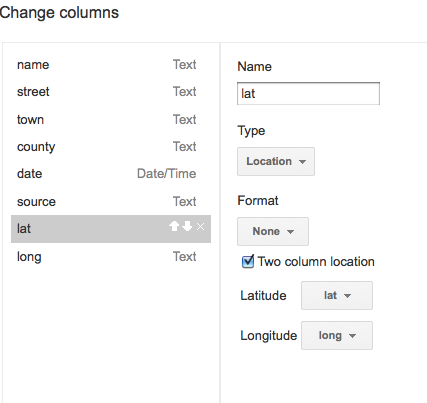 Change columns
name Text
street Text
town Text
county Text
date Date/Time
source Text
lat
long Text
Name
lat
Type
Location
Format
None
Two column location
Latitude lat
Longitude long